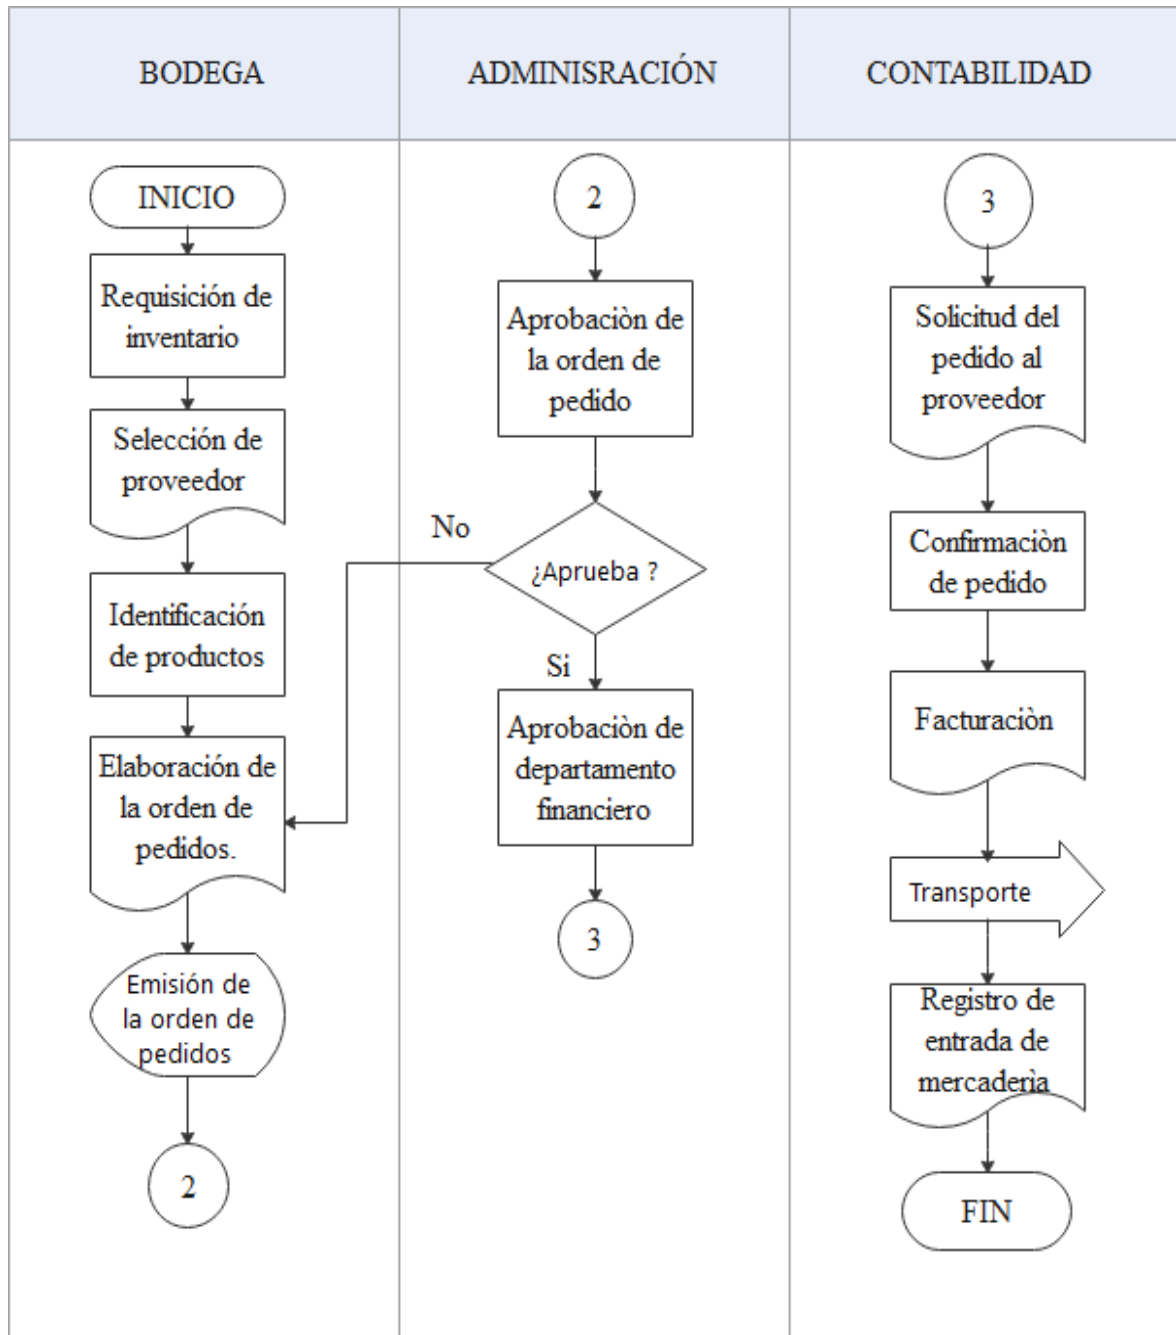 BODEGA
ADMINISRACIÓN
CONTABILIDAD
INICIO
Requisición de
inventario
Selección de
proveedor
Identificación
de productos
Elaboración de
la orden de
pedidos.
Emisión de
la orden de
pedidos
2
2
Aprobaciòn de
la orden de
pedido
No
¿Aprueba ?
Si
Aprobaciòn de
departamento
financiero
3
3
Solicitud del
pedido al
proveedor
Confirmaciòn
de pedido
Facturaciòn
Transporte
Registro de
entrada de
mercaderìa
FIN